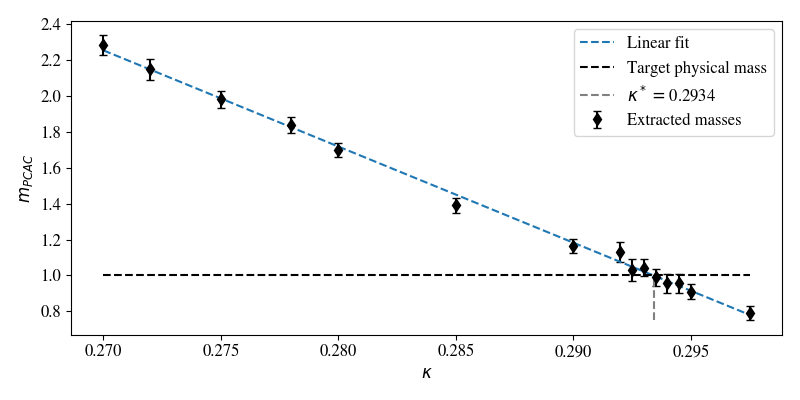 2.4
2.2
2.0
1.8
1.6
1.4
1.2
1.0
0.8
m_PCAC
Linear fit
Target physical mass
κ* = 0.2934
Extracted masses
0.270 0.275 0.280 0.285 0.290 0.295
κ